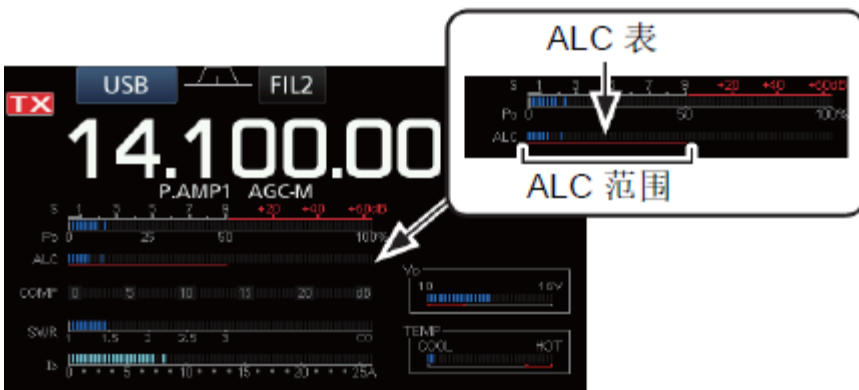 ALC 表
USB FIL2
TX
S 1 3 5 7 9 +20 +40 +60dB
Po 0 50 100%
ALC
14.100.00
ALC 范围
P.AMP1 AGC-M
S 1 3 5 7 9 +20 +40 +60dB
Po 0 25 50 100%
ALC
VD
10 16V
COMP 0 5 10 15 20 dB
SWR 1 1.5 2 2.5 3 ∞
TEMP
COOL HOT
ID 0 5 10 15 20 25A